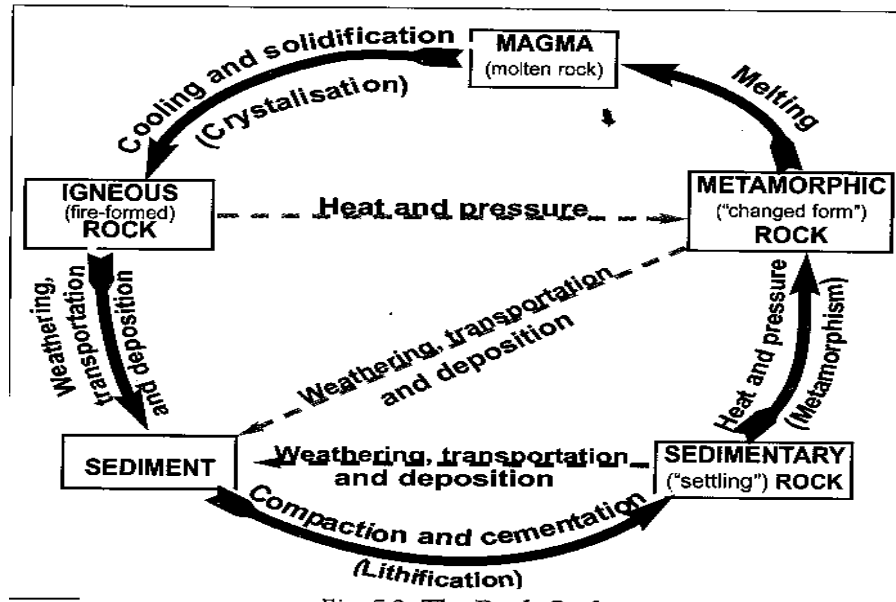 Cooling and solidification
(Crystalisation)
MAGMA
(molten rock)
Melting
IGNEOUS
(fire-formed)
ROCK
Heat and pressure
METAMORPHIC
("changed form")
ROCK
Weathering,
transportation
and deposition
Weathering, transportation
and deposition
Heat and pressure
(Metamorphism)
SEDIMENT
Weathering, transportation
and deposition
SEDIMENTARY
("settling") ROCK
Compaction and cementation
(Lithification)